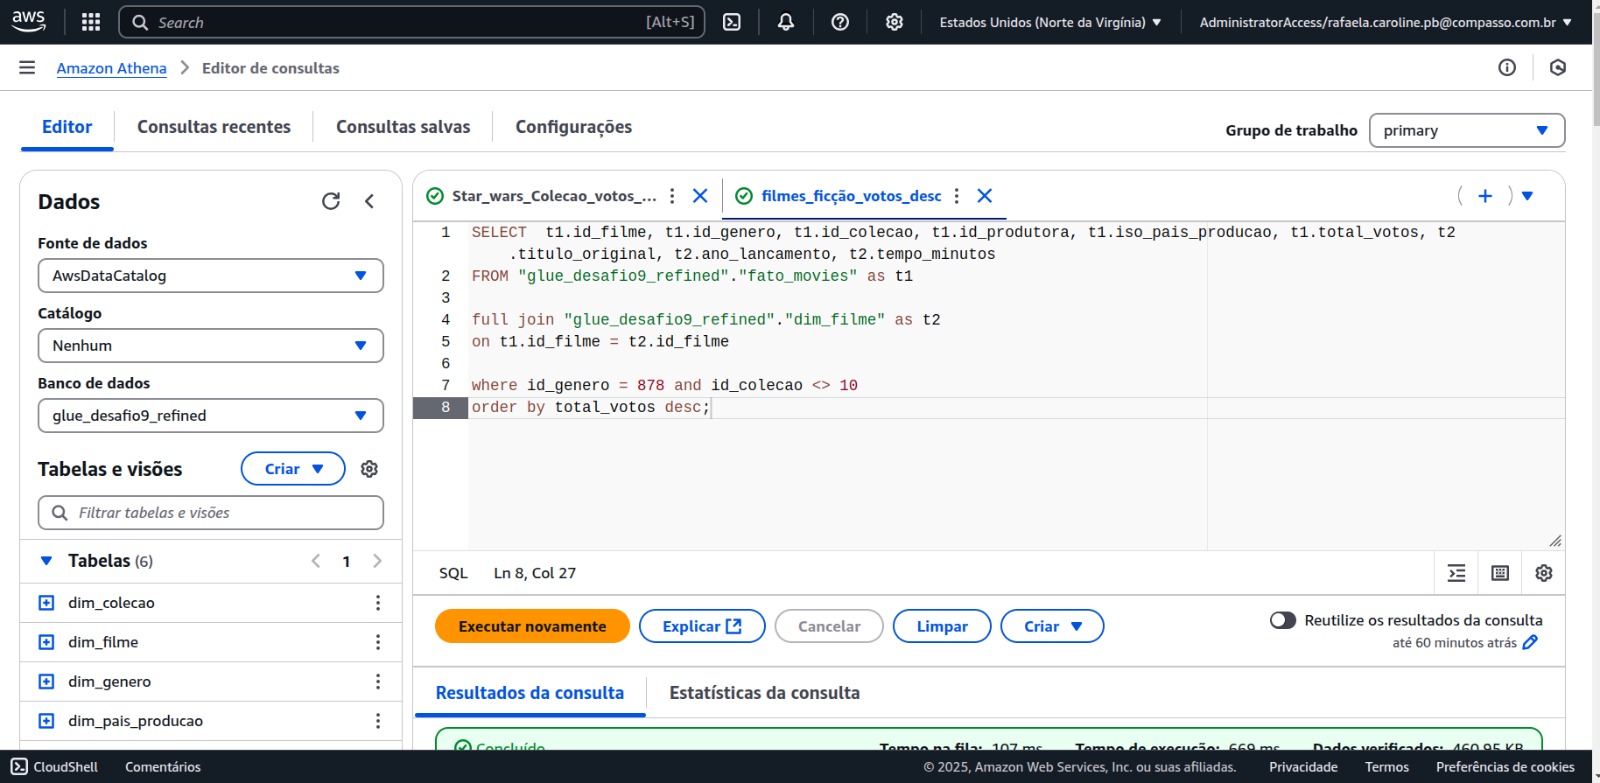 aws
Search
[Alt+S]
Estados Unidos (Norte da Virgínia)
AdministratorAccess/rafaela.caroline.pb@compasso.com.br
Amazon Athena
Editor de consultas
Editor
Consultas recentes
Consultas salvas
Configurações
Grupo de trabalho
primary
Dados
Fonte de dados
AwsDataCatalog
Catálogo
Nenhum
Banco de dados
glue_desafio9_refined
Tabelas e visões
Criar
Filtrar tabelas e visões
Tabelas (6)
1
dim_colecao
dim_filme
dim_genero
dim_pais_producao
Star_wars_Colecao_votos_...
filmes_ficção_votos_desc
1 SELECT  t1.id_filme, t1.id_genero, t1.id_colecao, t1.id_produtora, t1.iso_pais_producao, t1.total_votos, t2
.titulo_original, t2.ano_lancamento, t2.tempo_minutos
2 FROM "glue_desafio9_refined"."fato_movies" as t1
3
4 full join "glue_desafio9_refined"."dim_filme" as t2
5 on t1.id_filme = t2.id_filme
6
7 where id_genero = 878 and id_colecao <> 10
8 order by total_votos desc;
SQL
Ln 8, Col 27
Executar novamente
Explicar
Cancelar
Limpar
Criar
Reutilize os resultados da consulta
até 60 minutos atrás
Resultados da consulta
Estatísticas da consulta
Concluído
Tempo na fila: 107 ms
Tempo de execução: 669 ms
Dados verificados: 460.95 KB
CloudShell
Comentários
© 2025, Amazon Web Services, Inc. ou suas afiliadas.
Privacidade
Termos
Preferências de cookies